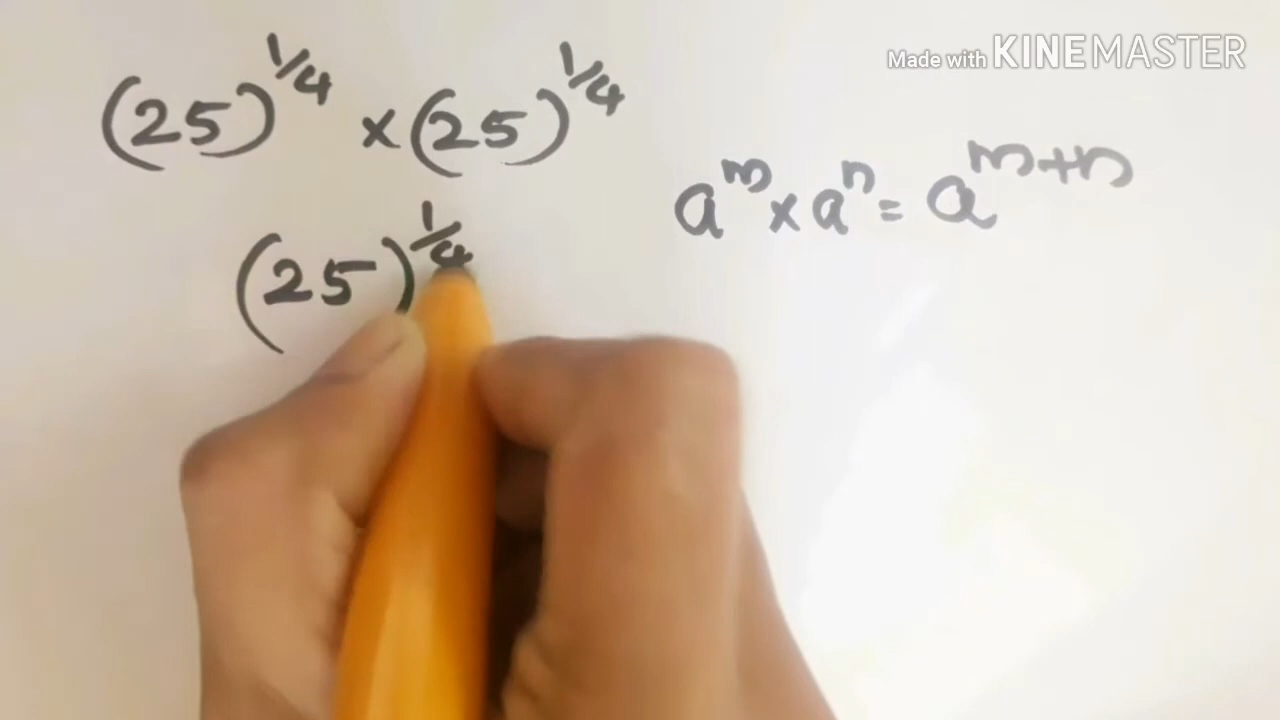 Made with KINEMASTER
(25)^1/4 × (25)^1/4
a^m × a^n = a^m+n
(25)^1/4